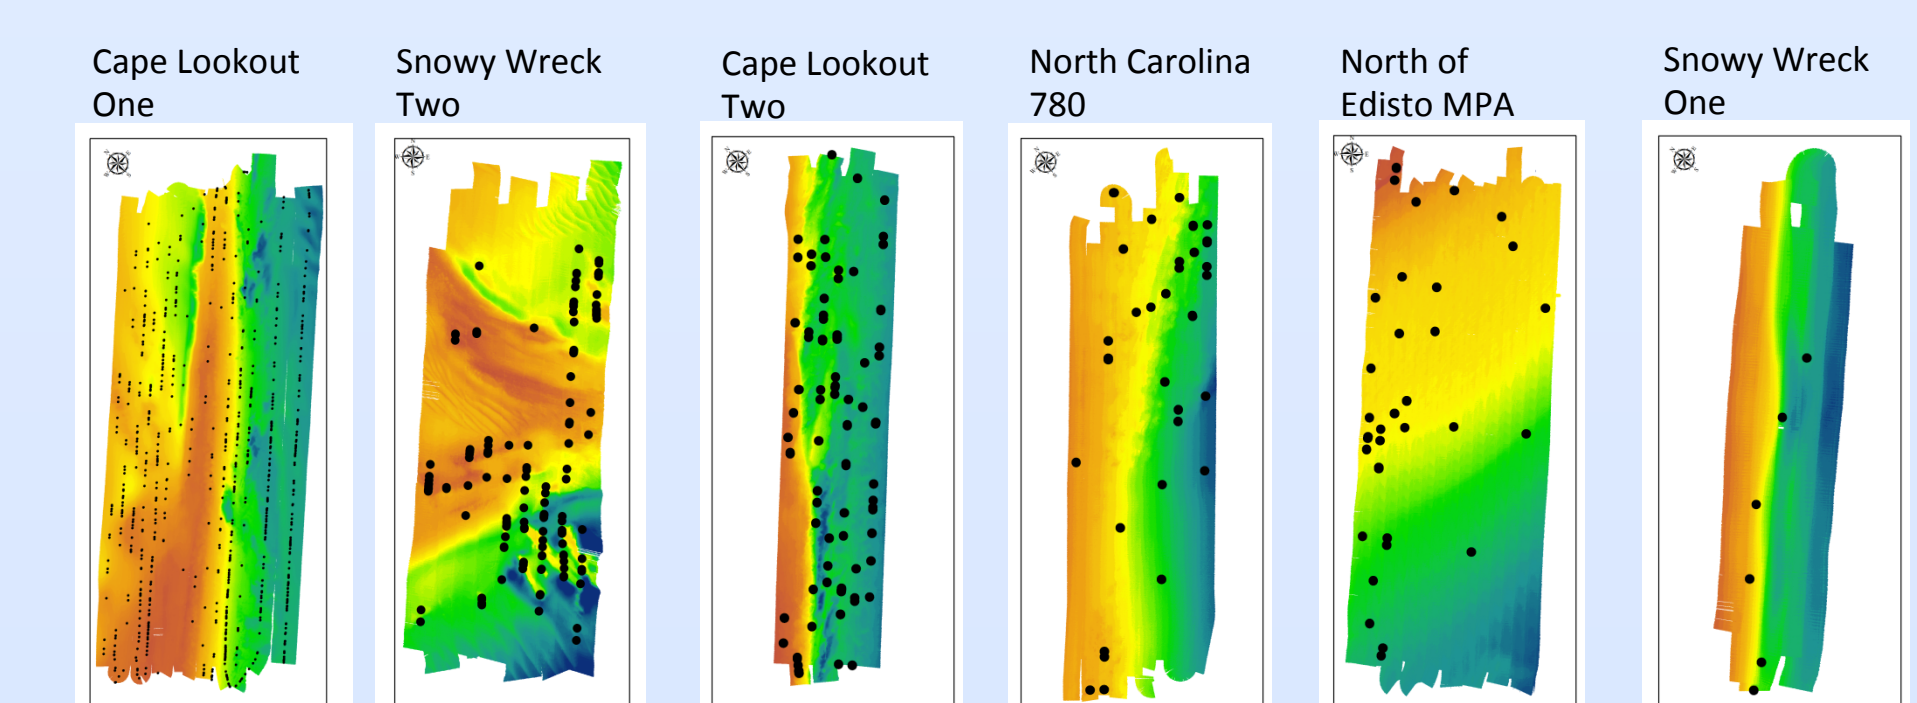 Cape Lookout
One
Snowy Wreck
Two
Cape Lookout
Two
North Carolina
780
North of
Edisto MPA
Snowy Wreck
One